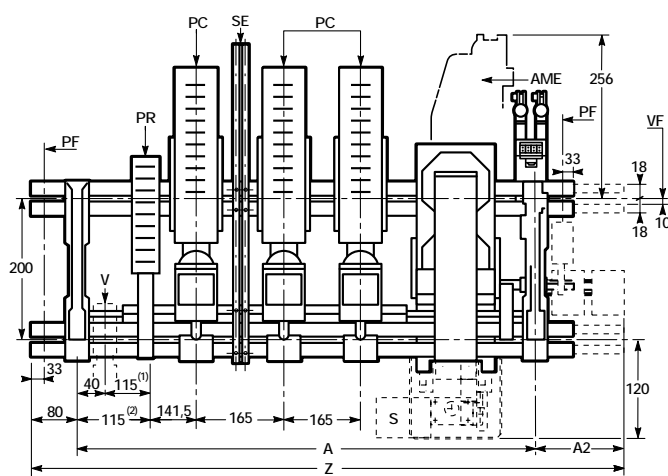 PC SE PC
AME 256
PR
PF PF VF
33 18
10
18
200
V
33
40 115(1) 120
80 115(2) 141,5 165 165 S
A A2
Z